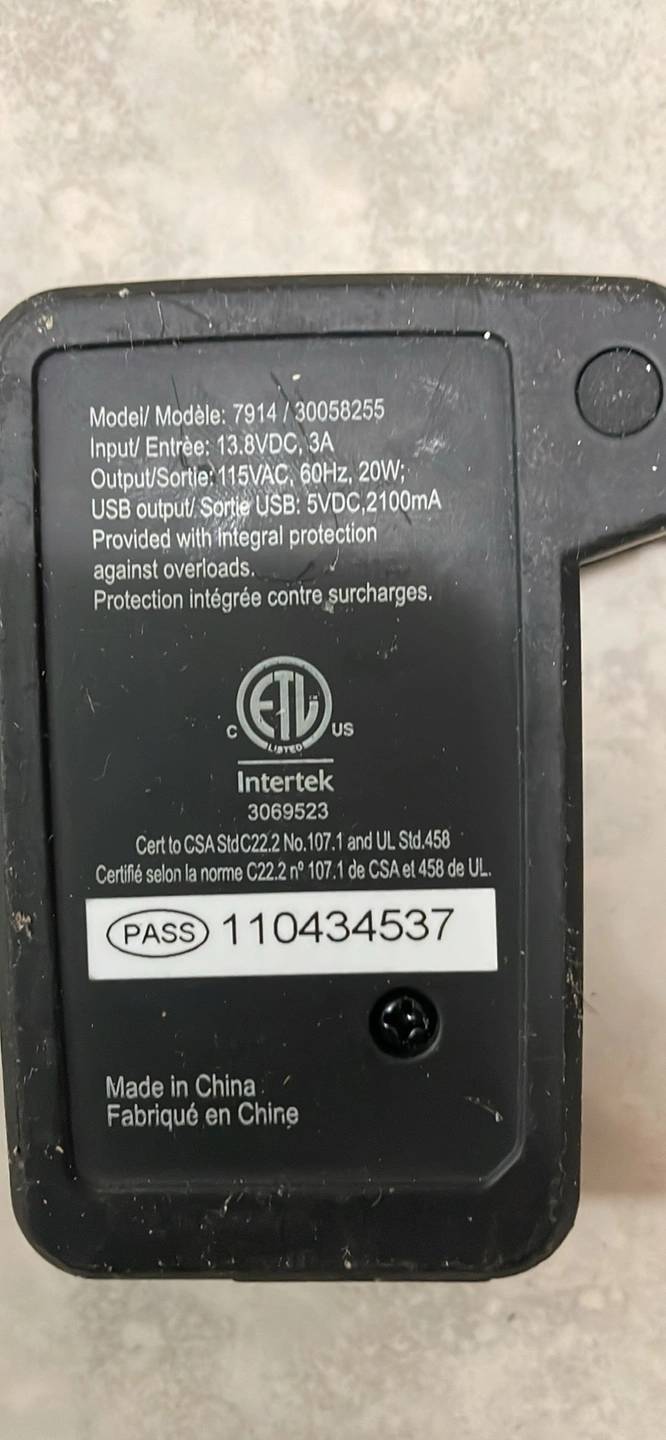 Model/ Modèle: 7914 / 30058255
Input/ Entrèe: 13.8VDC, 3A
Output/Sortie: 115VAC, 60Hz, 20W;
USB output/ Sortie USB: 5VDC,2100mA
Provided with integral protection
against overloads.
Protection intégrée contre surcharges.
ETL
C US
LISTED
Intertek
3069523
Cert to CSA Std C22.2 No.107.1 and UL Std.458
Certifié selon la norme C22.2 nº 107.1 de CSA et 458 de UL.
PASS 110434537
Made in China
Fabriqué en Chine